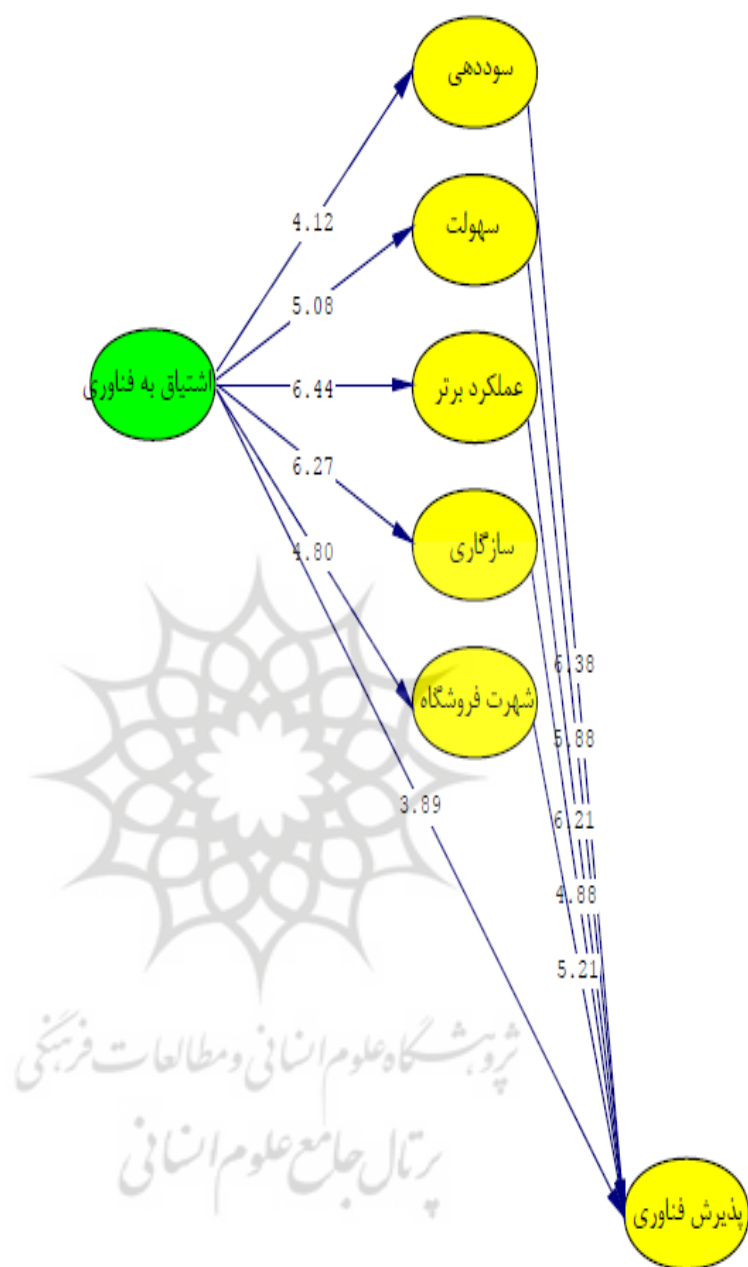 سوددهی
4.12
سهولت
5.08
اشتیاق به فناوری
6.44
عملکرد برتر
6.27
سازگاری
4.80
6.38
شهرت فروشگاه
5.88
3.89
6.21
4.88
5.21
پژوهشگاه علوم انسانی و مطالعات فرهنگی
پرتال جامع علوم انسانی
پذیرش فناوری